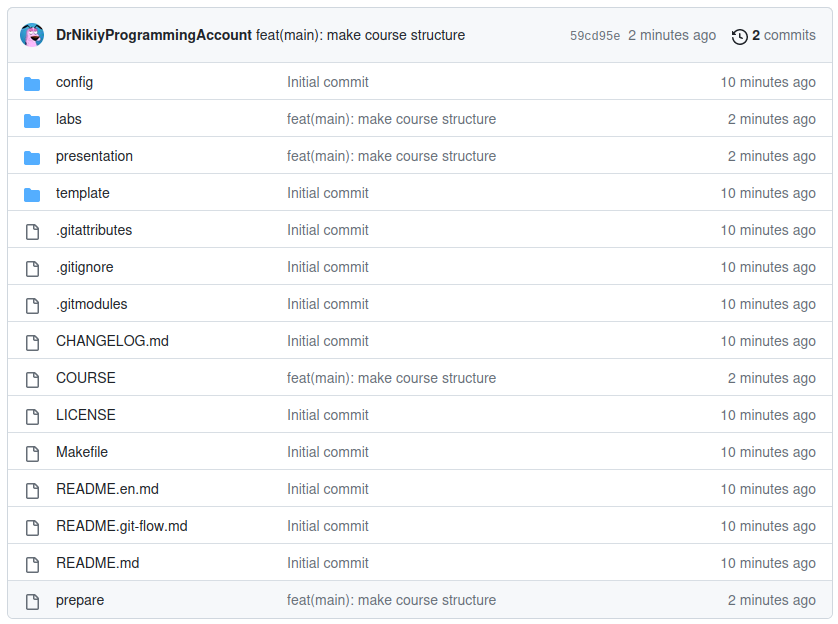 DrNikiyProgrammingAccount feat(main): make course structure 59cd95e 2 minutes ago 2 commits
config Initial commit 10 minutes ago
labs feat(main): make course structure 2 minutes ago
presentation feat(main): make course structure 2 minutes ago
template Initial commit 10 minutes ago
.gitattributes Initial commit 10 minutes ago
.gitignore Initial commit 10 minutes ago
.gitmodules Initial commit 10 minutes ago
CHANGELOG.md Initial commit 10 minutes ago
COURSE feat(main): make course structure 2 minutes ago
LICENSE Initial commit 10 minutes ago
Makefile Initial commit 10 minutes ago
README.en.md Initial commit 10 minutes ago
README.git-flow.md Initial commit 10 minutes ago
README.md Initial commit 10 minutes ago
prepare feat(main): make course structure 2 minutes ago